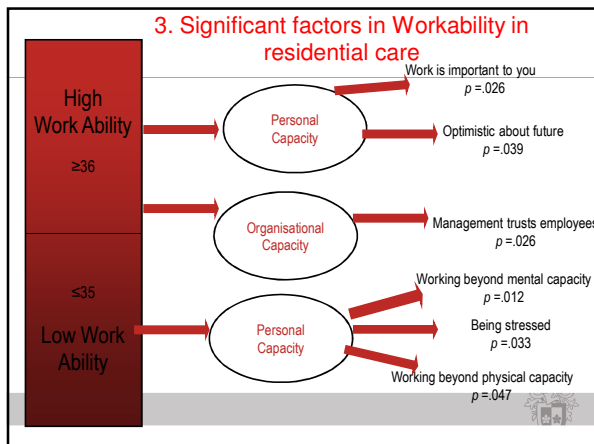 3. Significant factors in Workability in
residential care
High
Work Ability
≥36
≤35
Low Work
Ability
Personal
Capacity
Work is important to you
p =.026
Optimistic about future
p =.039
Organisational
Capacity
Management trusts employees
p =.026
Personal
Capacity
Working beyond mental capacity
p =.012
Being stressed
p =.033
Working beyond physical capacity
p =.047